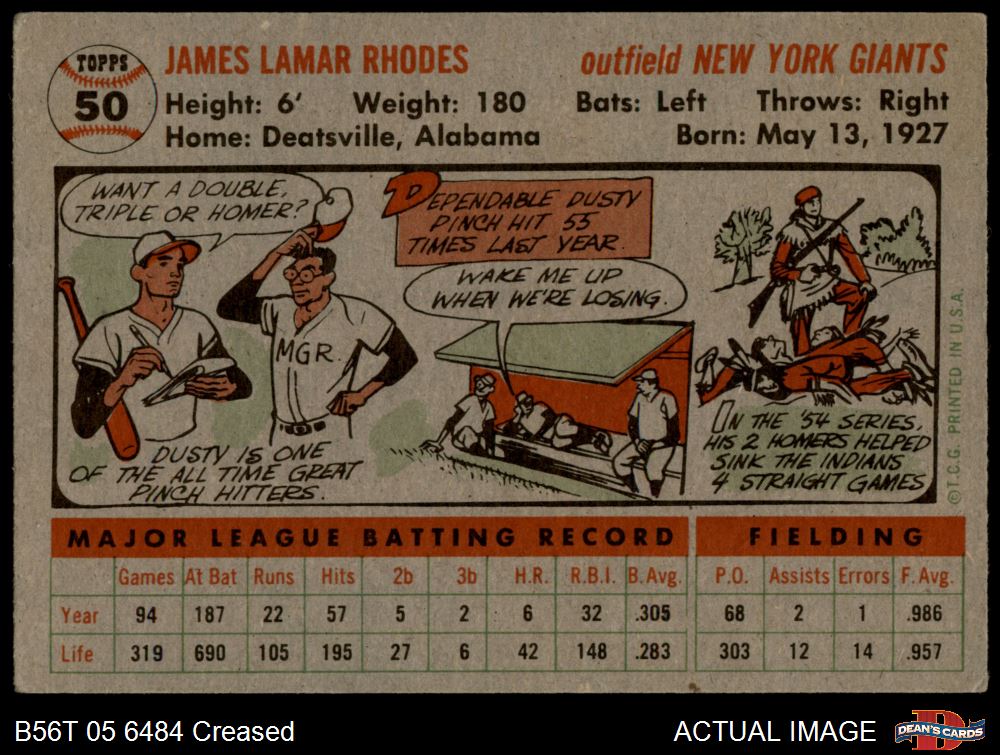 TOPPS
50
JAMES LAMAR RHODES
outfield NEW YORK GIANTS
Height: 6' Weight: 180 Bats: Left Throws: Right
Home: Deatsville, Alabama Born: May 13, 1927
WANT A DOUBLE,
TRIPLE OR HOMER?
MGR.
DUSTY IS ONE
OF THE ALL TIME GREAT
PINCH HITTERS.
DEPENDABLE DUSTY
PINCH HIT 55
TIMES LAST YEAR.
WAKE ME UP
WHEN WE'RE LOSING.
IN THE '54 SERIES,
HIS 2 HOMERS HELPED
SINK THE INDIANS
4 STRAIGHT GAMES
© T.C.G. PRINTED IN U.S.A.
MAJOR LEAGUE BATTING RECORD
FIELDING
Games At Bat Runs Hits 2b 3b H.R. R.B.I. B.Avg. P.O. Assists Errors F. Avg.
Year 94 187 22 57 5 2 6 32 .305 68 2 1 .986
Life 319 690 105 195 27 6 42 148 .283 303 12 14 .957
B56T 05 6484 Creased
ACTUAL IMAGE
DEAN'S CARDS